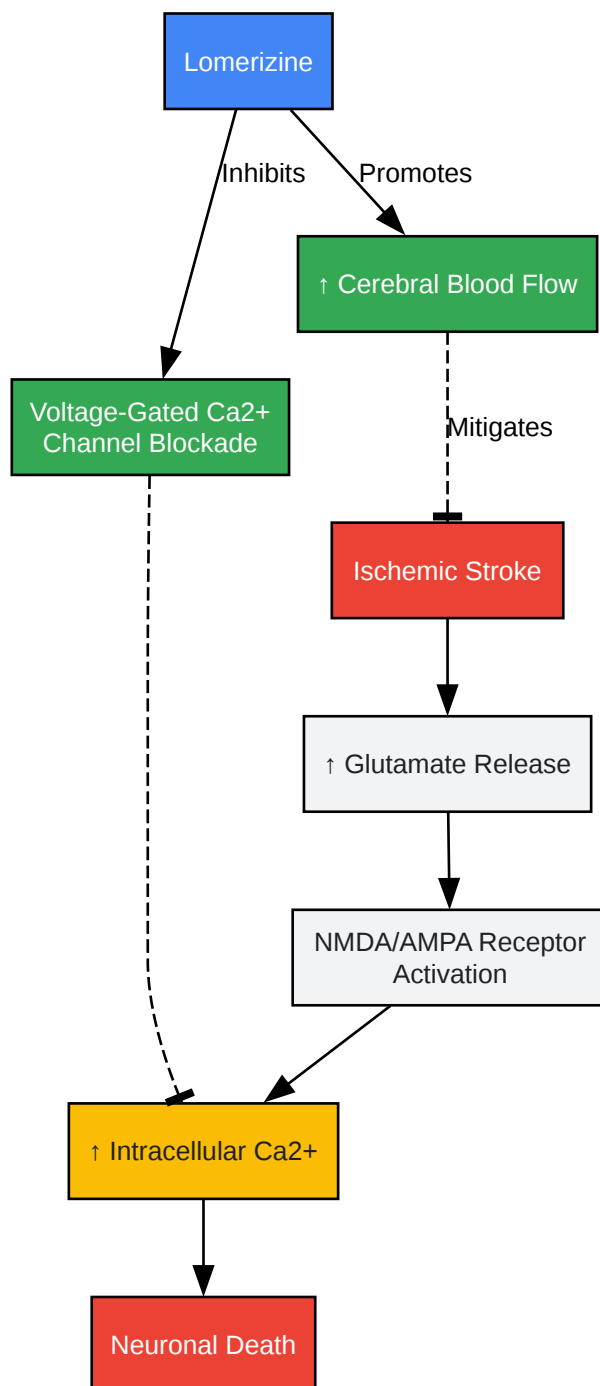 Lomerizine
Inhibits
Promotes
↑ Cerebral Blood Flow
Voltage-Gated Ca2+
Channel Blockade
Mitigates
Ischemic Stroke
↑ Glutamate Release
NMDA/AMPA Receptor
Activation
↑ Intracellular Ca2+
Neuronal Death